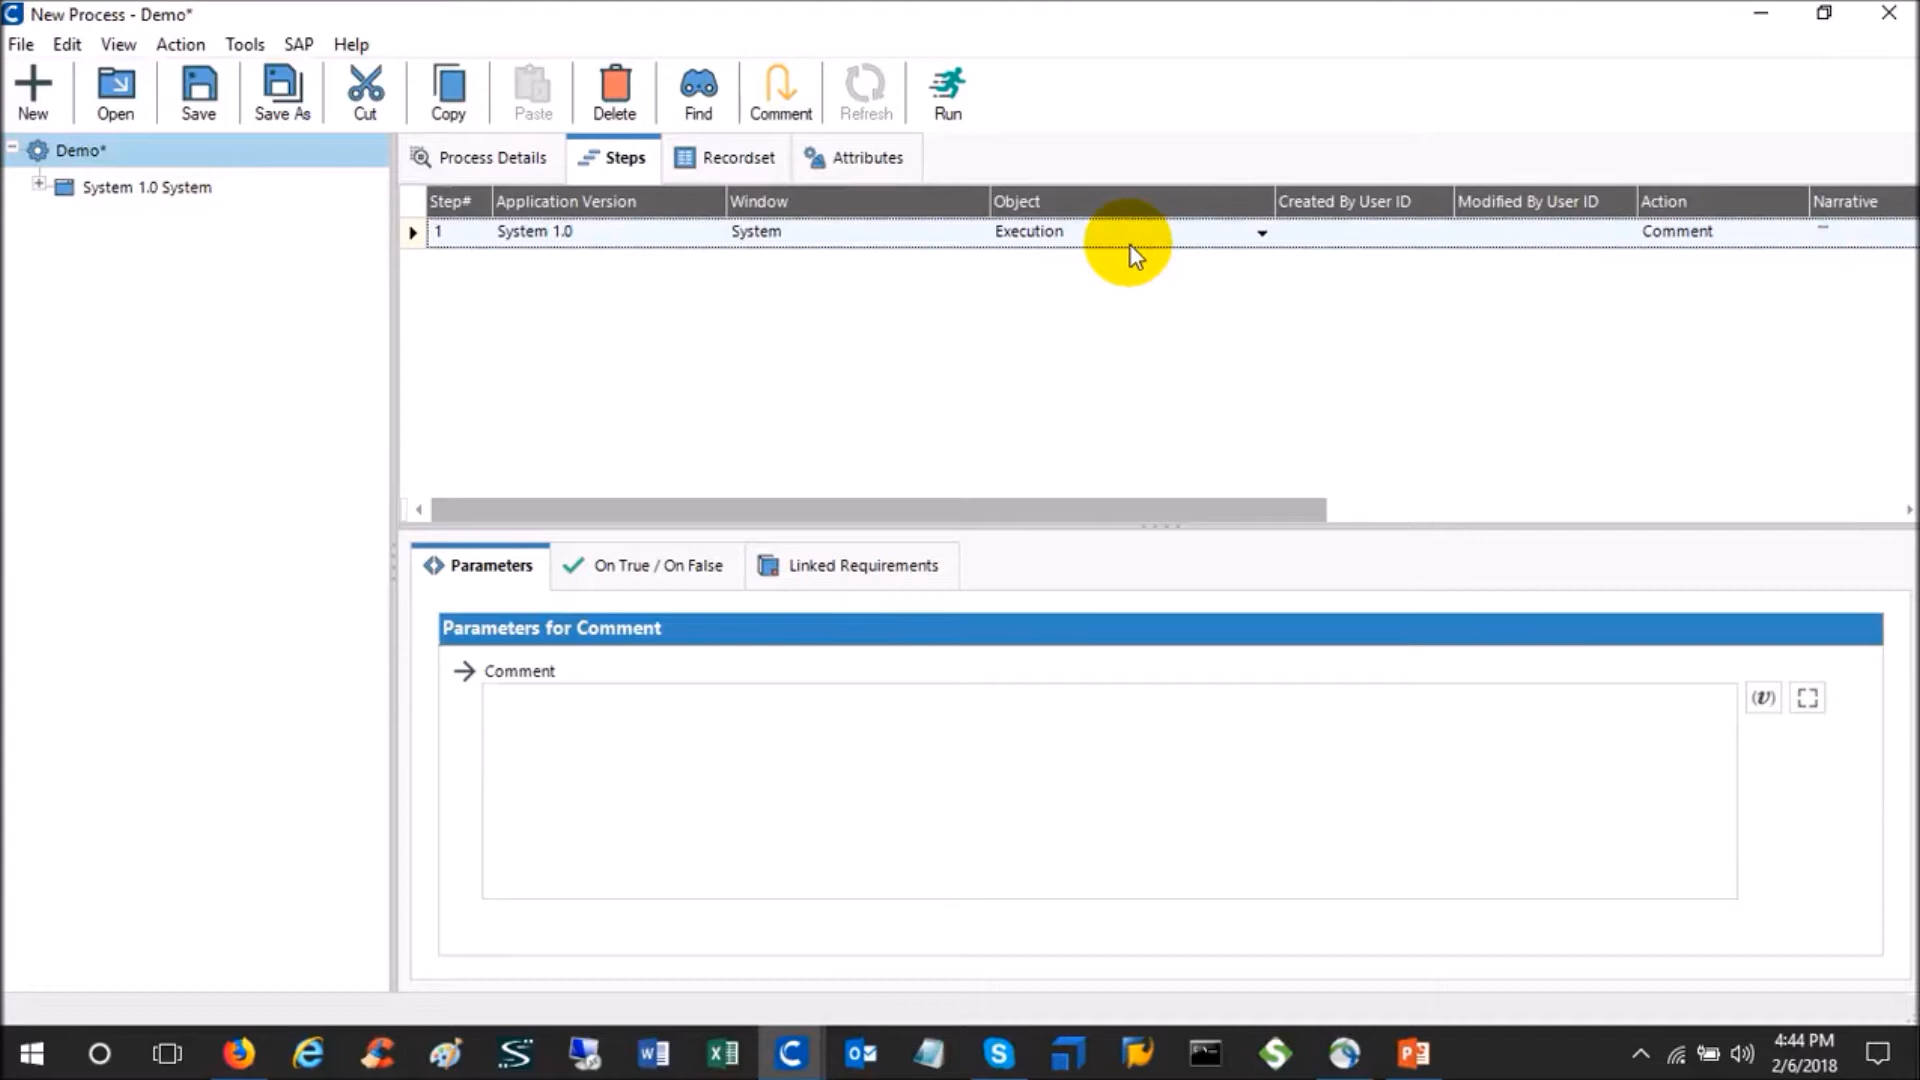 New Process - Demo*
File Edit View Action Tools SAP Help
New Open Save Save As Cut Copy Paste Delete Find Comment Refresh Run
Demo*
System 1.0 System
Process Details Steps Recordset Attributes
Step# Application Version Window Object Created By User ID Modified By User ID Action Narrative
1 System 1.0 System Execution Comment
Parameters On True / On False Linked Requirements
Parameters for Comment
Comment
(v)
4:44 PM
2/6/2018